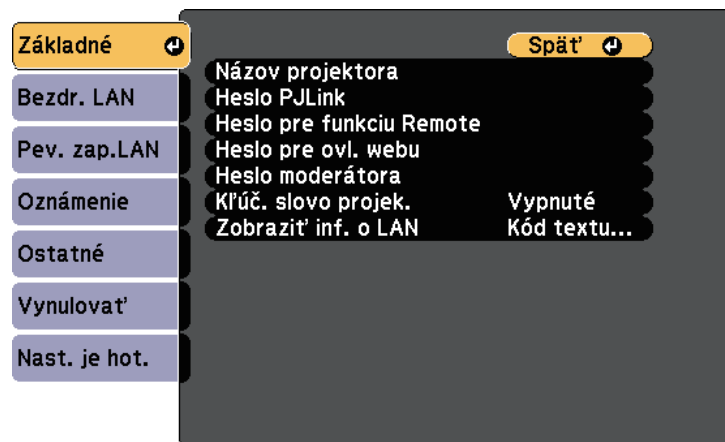 Základné
Bezdr. LAN
Pev. zap.LAN
Oznámenie
Ostatné
Vynulovať
Nast. je hot.
Späť
Názov projektora
Heslo PJLink
Heslo pre funkciu Remote
Heslo pre ovl. webu
Heslo moderátora
Kľúč. slovo projek. Vypnuté
Zobraziť inf. o LAN Kód textu...